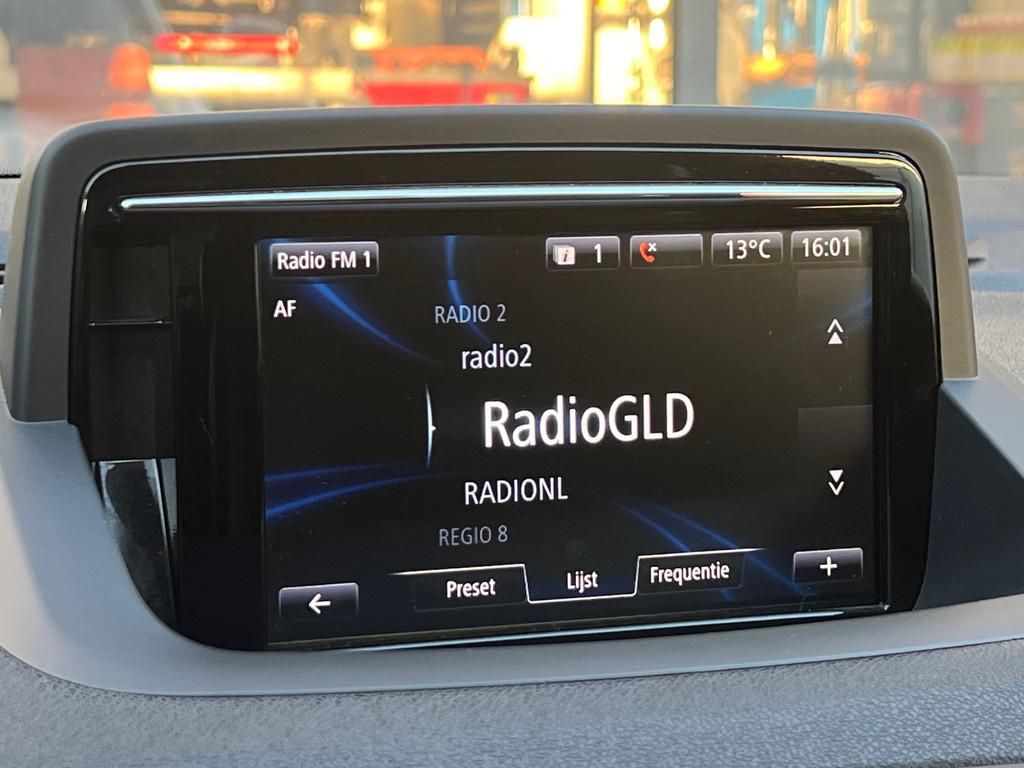 Radio FM 1
1
13°C
16:01
AF
RADIO 2
radio2
RadioGLD
RADIONL
REGIO 8
Preset
Lijst
Frequentie
+